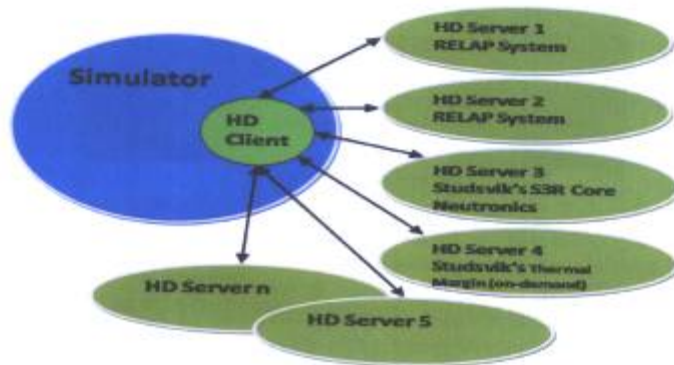 Simulator
HD
Client
HD Server 1
RELAP System
HD Server 2
RELAP System
HD Server 3
Studsvik's S3R Core
Neutronics
HD Server 4
Studsvik's Thermal
Margin (on-demand)
HD Server n
HD Server 5